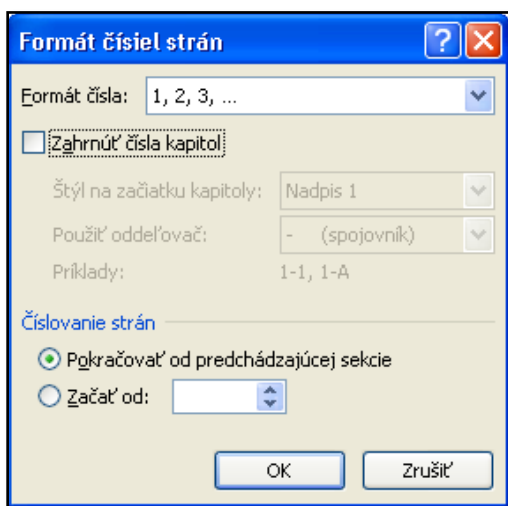 Formát čísiel strán
Formát čísla: 1, 2, 3, ...
Zahrnúť čísla kapitol
Štýl na začiatku kapitoly: Nadpis 1
Použiť oddeľovač: - (spojovník)
Príklady: 1-1, 1-A
Číslovanie strán
Pokračovať od predchádzajúcej sekcie
Začať od:
OK Zrušiť